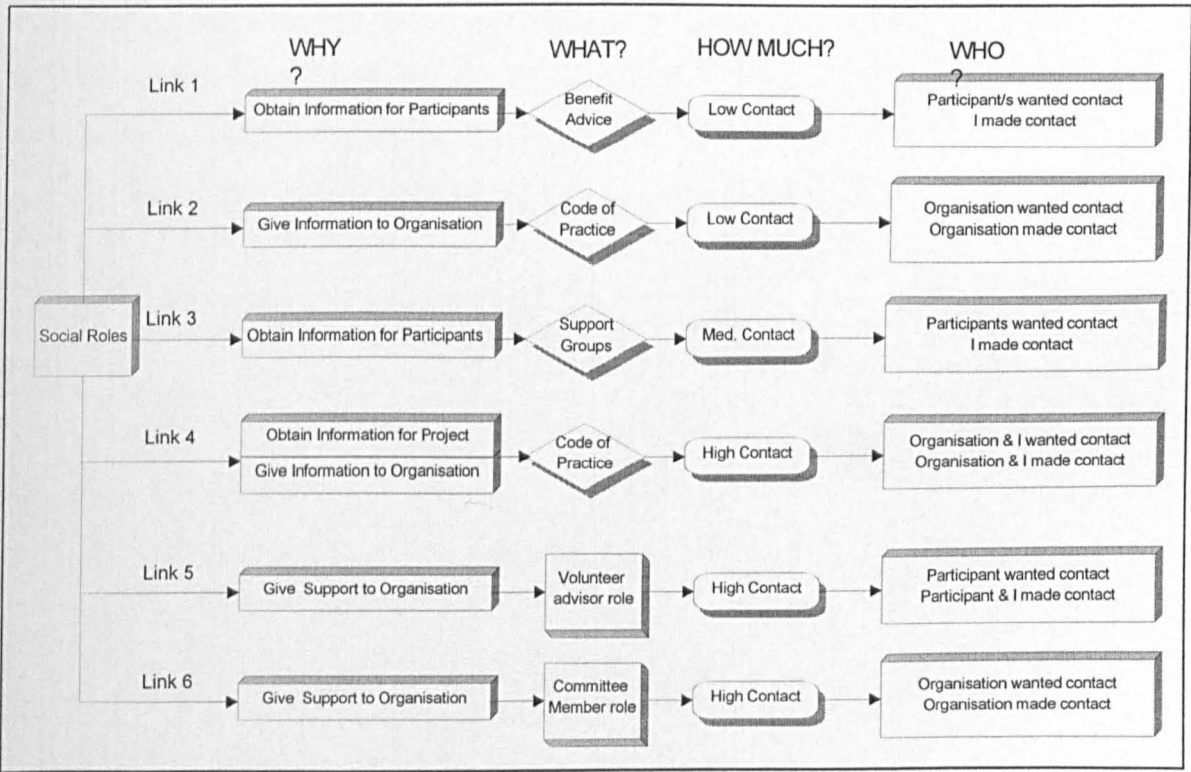 WHY
?
WHAT?
HOW MUCH?
WHO
?
Link 1
Obtain Information for Participants
Benefit
Advice
Low Contact
Participant/s wanted contact
I made contact
Link 2
Give Information to Organisation
Code of
Practice
Low Contact
Organisation wanted contact
Organisation made contact
Social Roles
Link 3
Obtain Information for Participants
Support
Groups
Med. Contact
Participants wanted contact
I made contact
Link 4
Obtain Information for Project
Give Information to Organisation
Code of
Practice
High Contact
Organisation & I wanted contact
Organisation & I made contact
Link 5
Give Support to Organisation
Volunteer
advisor role
High Contact
Participant wanted contact
Participant & I made contact
Link 6
Give Support to Organisation
Committee
Member role
High Contact
Organisation wanted contact
Organisation made contact